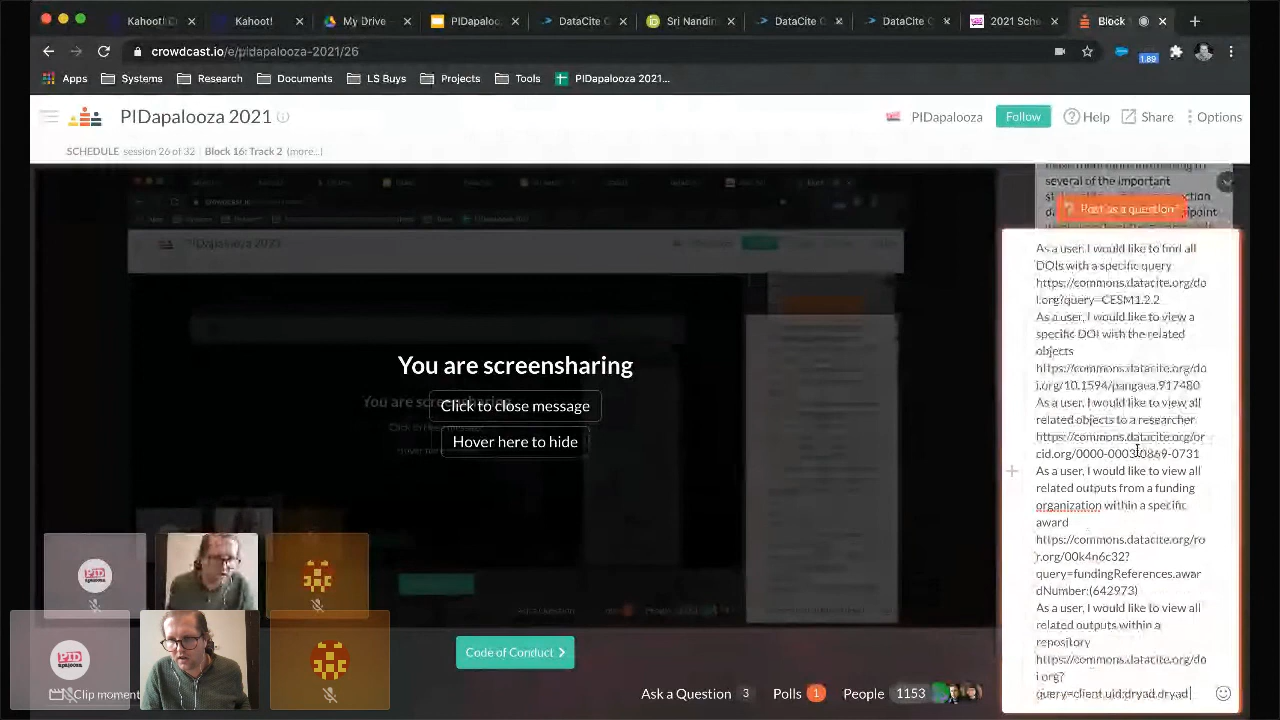 Kahoot!
Kahoot!
My Drive
PIDapalooz
DataCite C
Sri Nandin
DataCite C
DataCite C
2021 Sche
Block
crowdcast.io/e/pidapalooza-2021/26
1.89
Apps
Systems
Research
Documents
LS Buys
Projects
Tools
PIDapalooza 2021...
PIDapalooza 2021
PIDapalooza
Follow
Help
Share
Options
SCHEDULE session 26 of 32
Block 16: Track 2 (more...)
several of the important
Post as a question?
As a user, I would like to find all
DOIs with a specific query
https://commons.datacite.org/do
i.org?query=CESM1.2.2
As a user, I would like to view a
specific DOI with the related
objects
https://commons.datacite.org/do
i.org/10.1594/pangaea.917480
As a user, I would like to view all
related objects to a researcher
https://commons.datacite.org/or
cid.org/0000-0003-0869-0731
As a user, I would like to view all
related outputs from a funding
organization within a specific
award
https://commons.datacite.org/ro
r.org/00k4n6c32?
query=fundingReferences.awar
dNumber:(642973)
As a user, I would like to view all
related outputs within a
repository
https://commons.datacite.org/do
i.org?
query=client.uid:dryad.dryad
You are screensharing
Click to close message
Hover here to hide
PID
apalooza
PID
apalooza
Clip moment
Code of Conduct
Ask a Question 3
Polls 1
People 1153